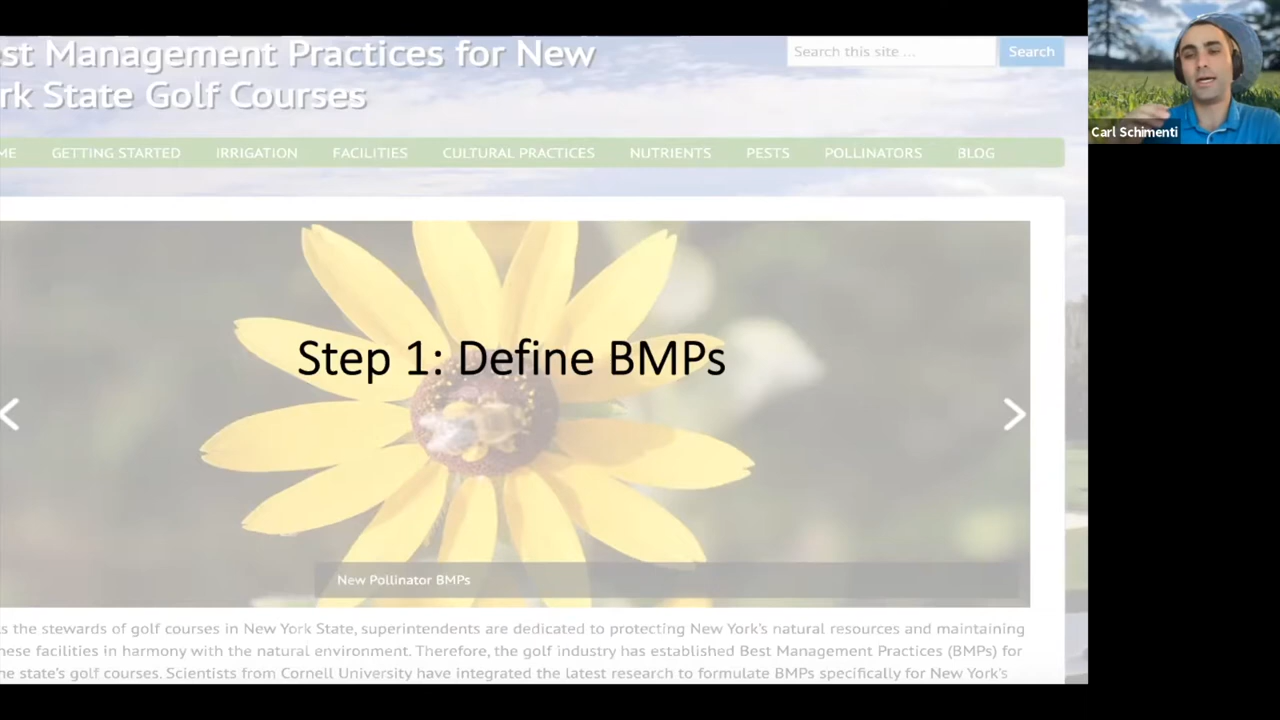 st Management Practices for New
rk State Golf Courses
Search this site ...
Search
Carl Schimenti
ME GETTING STARTED IRRIGATION FACILITIES CULTURAL PRACTICES NUTRIENTS PESTS POLLINATORS BLOG
Step 1: Define BMPs
New Pollinator BMPs
s the stewards of golf courses in New York State, superintendents are dedicated to protecting New York's natural resources and maintaining
hese facilities in harmony with the natural environment. Therefore, the golf industry has established Best Management Practices (BMPs) for
he state's golf courses. Scientists from Cornell University have integrated the latest research to formulate BMPs specifically for New York's